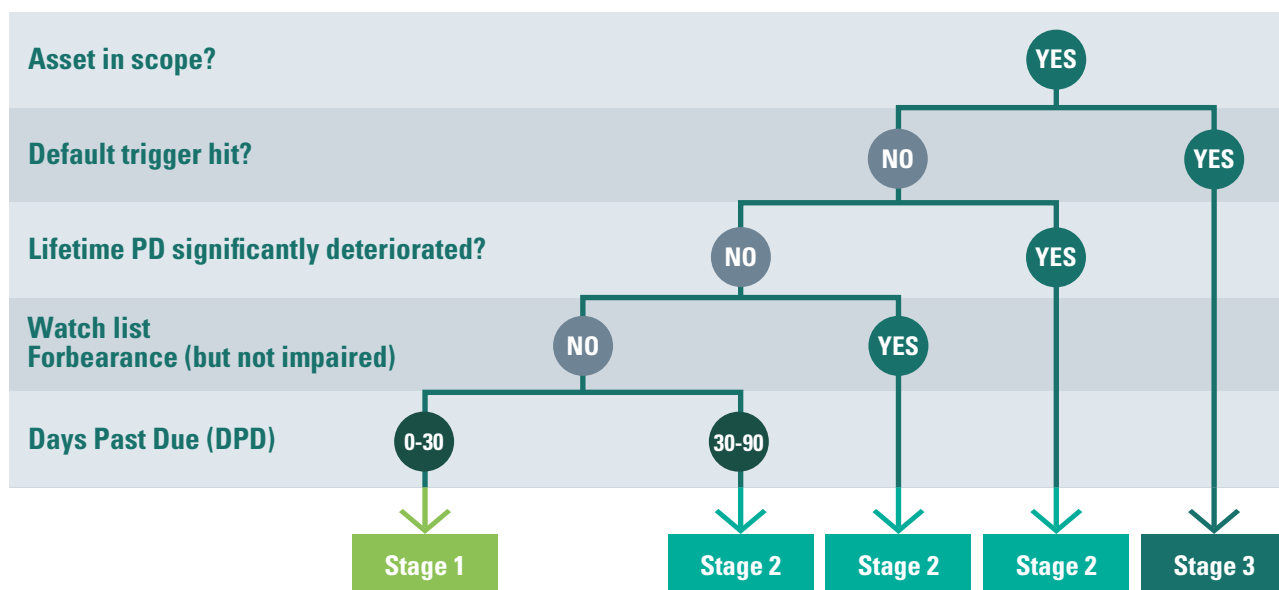 Asset in scope?
YES
Default trigger hit?
NO
YES
Lifetime PD significantly deteriorated?
NO
YES
Watch list
Forbearance (but not impaired)
NO
YES
Days Past Due (DPD)
0-30
30-90
Stage 1
Stage 2
Stage 2
Stage 2
Stage 3